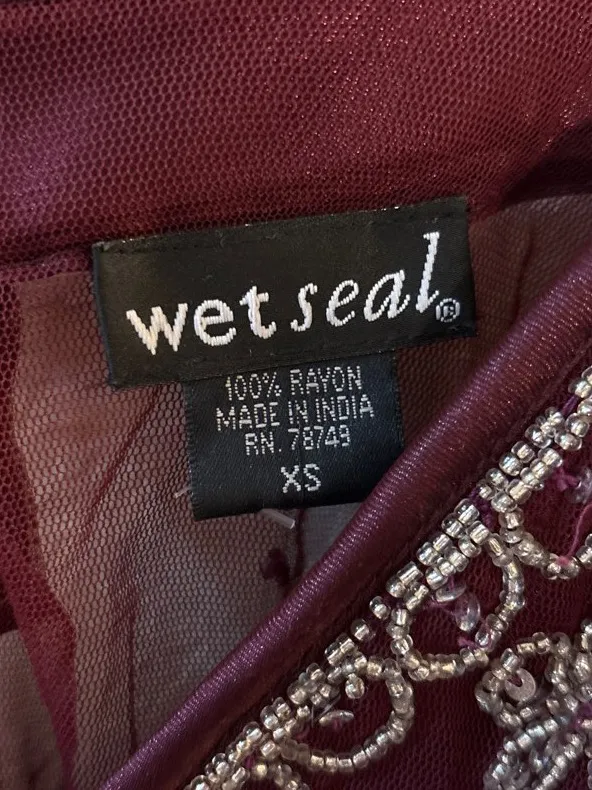 wet seal®
100% RAYON
MADE IN INDIA
RN. 78749
XS